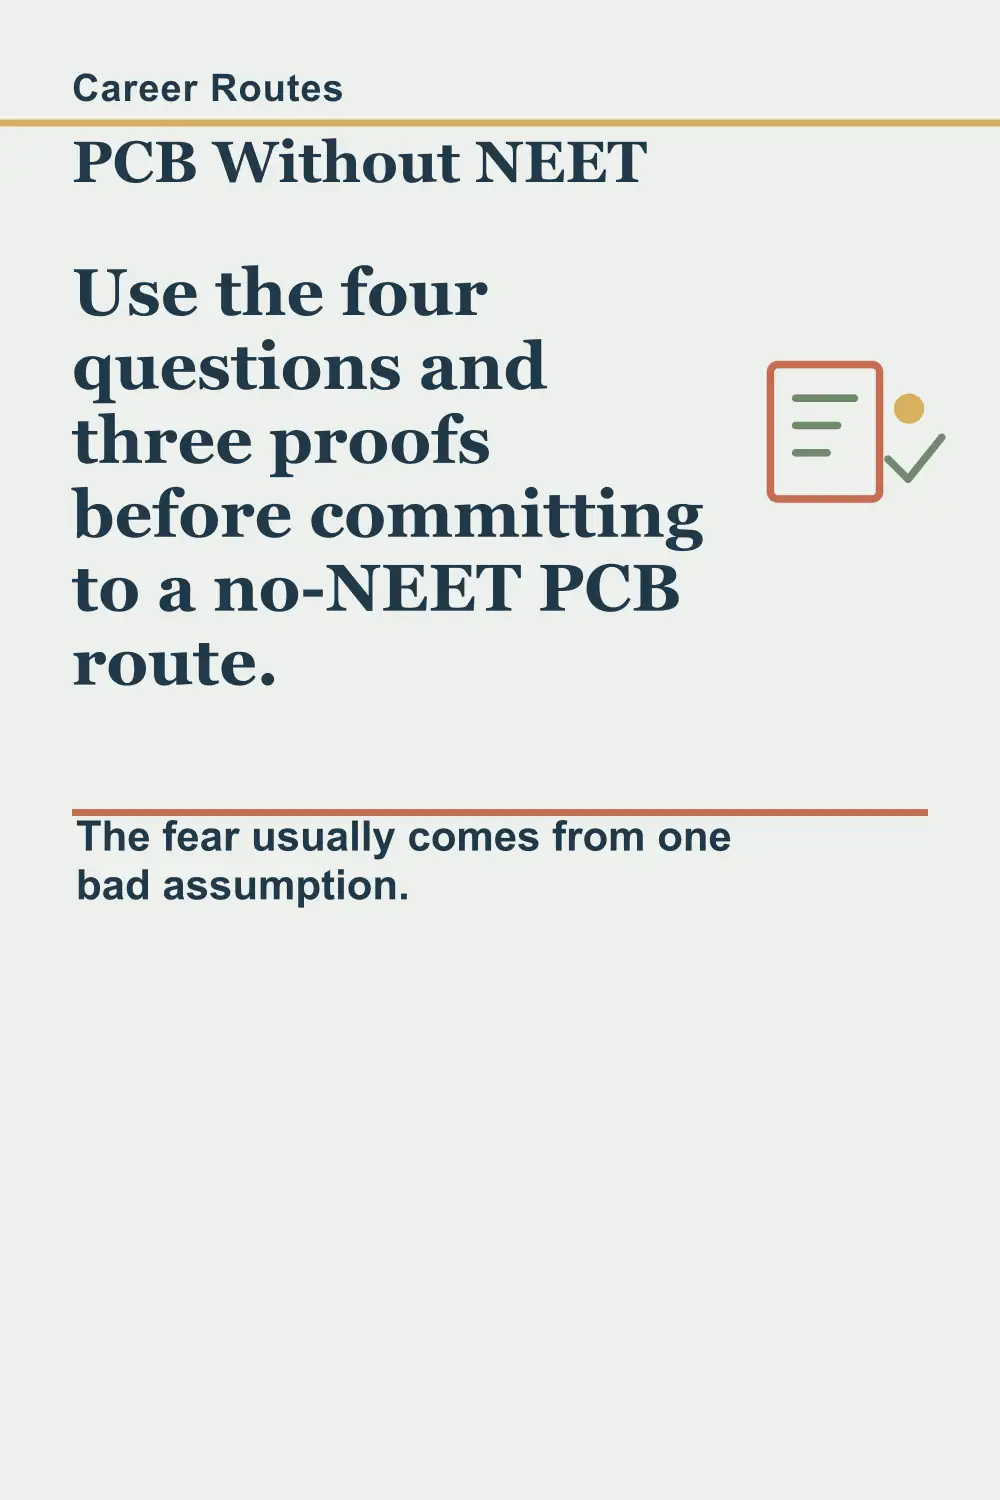 Career Routes
PCB Without NEET
Use the four
questions and
three proofs
before committing
to a no-NEET PCB
route.
The fear usually comes from one
bad assumption.